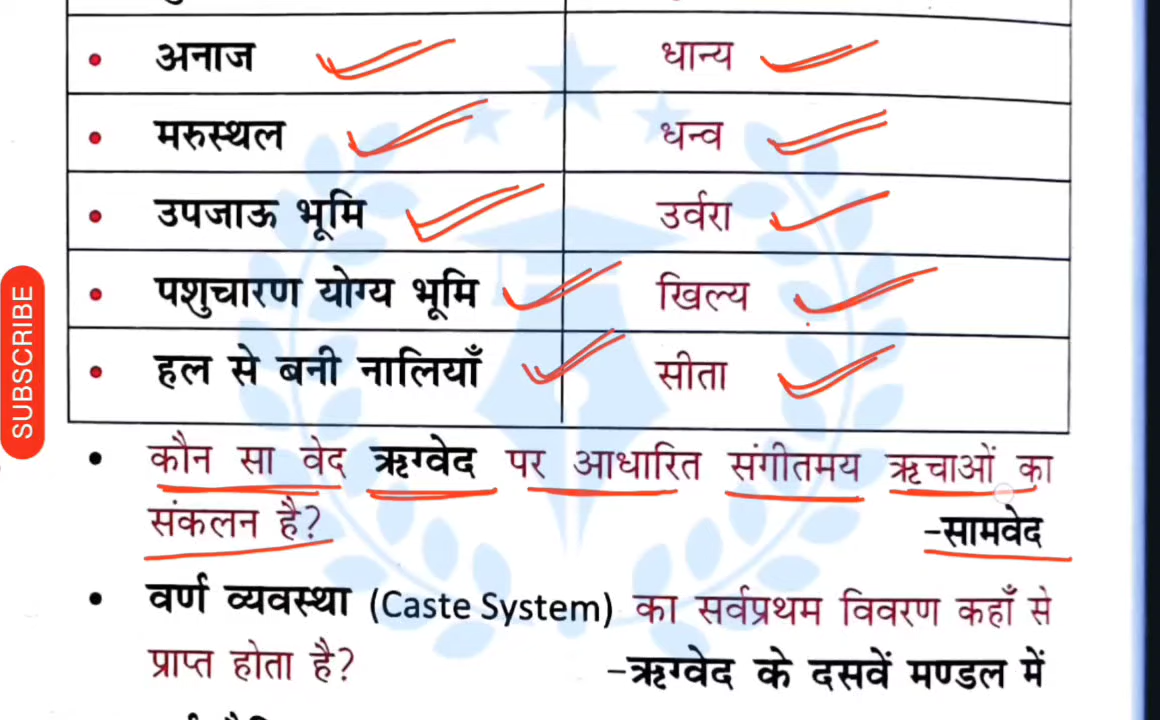 • अनाज धान्य
• मरुस्थल धन्व
• उपजाऊ भूमि उर्वरा
• पशुचारण योग्य भूमि खिल्य
• हल से बनी नालियाँ सीता
SUBSCRIBE
• कौन सा वेद ऋग्वेद पर आधारित संगीतमय ऋचाओं का
संकलन है? -सामवेद
• वर्ण व्यवस्था (Caste System) का सर्वप्रथम विवरण कहाँ से
प्राप्त होता है? -ऋग्वेद के दसवें मण्डल में